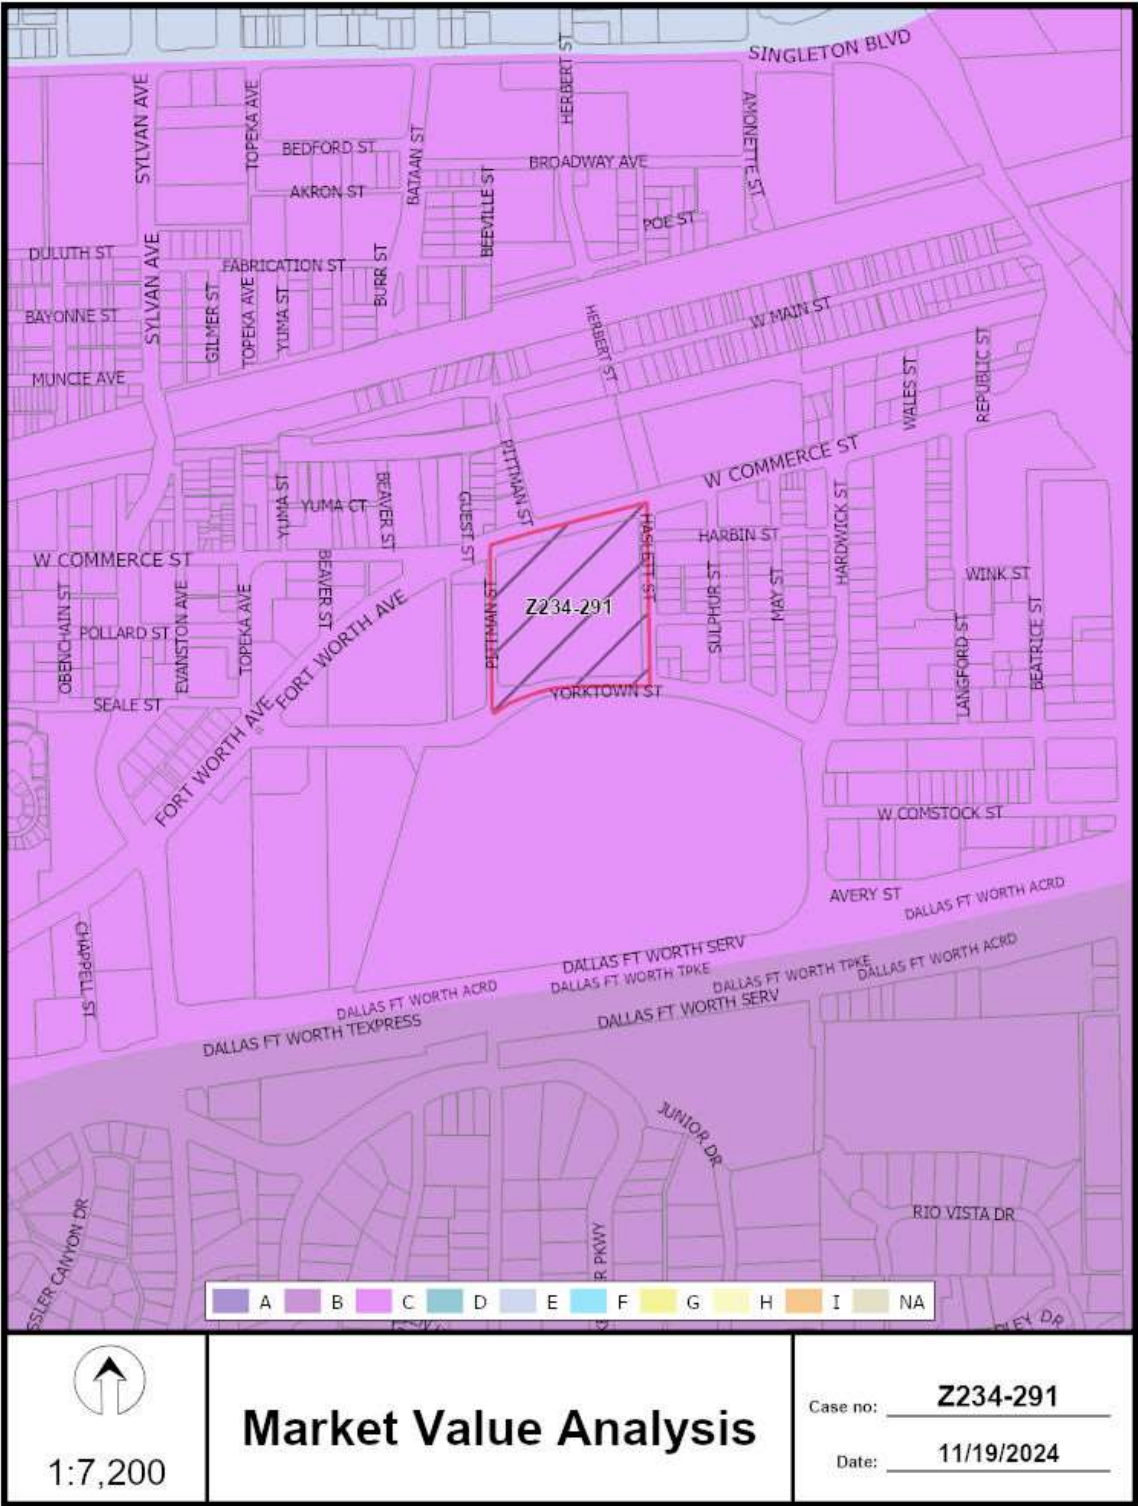 SINGLETON BLVD
HERBERT ST
SYLVAN AVE
TOPEKA AVE
AMONETTE ST
BEDFORD ST
BATAAN ST
BROADWAY AVE
AKRON ST
BEEVILLE ST
POE ST
DULUTH ST
SYLVAN AVE
FABRICATION ST
BURR ST
GILMER ST
TOPEKA AVE
YUMA ST
BAYONNE ST
HERBERT ST
W MAIN ST
MUNCIE AVE
WALES ST
REPUBLIC ST
PITTMAN ST
W COMMERCE ST
YUMA ST
YUMA CT
BEAVER ST
GUEST ST
HASLETT ST
HARBIN ST
HARDWICK ST
W COMMERCE ST
BEAVER ST
PITTMAN ST
Z234-291
SULPHUR ST
MAY ST
WINK ST
OBENCHAIN ST
POLLARD ST
EVANSTON AVE
TOPEKA AVE
FORT WORTH AVE
LANGFORD ST
BEATRICE ST
YORKTOWN ST
SEALE ST
FORT WORTH AVE
W COMSTOCK ST
AVERY ST
DALLAS FT WORTH ACRD
CHAPPELL ST
DALLAS FT WORTH SERV
DALLAS FT WORTH TPKE
DALLAS FT WORTH TPKE
DALLAS FT WORTH ACRD
DALLAS FT WORTH ACRD
DALLAS FT WORTH SERV
DALLAS FT WORTH TEXPRESS
JUNIOR DR
RIO VISTA DR
SSLER CANYON DR
R PKWY
A B C D E F G H I NA
DLEY DR
1:7,200
Market Value Analysis
Case no: Z234-291
Date: 11/19/2024